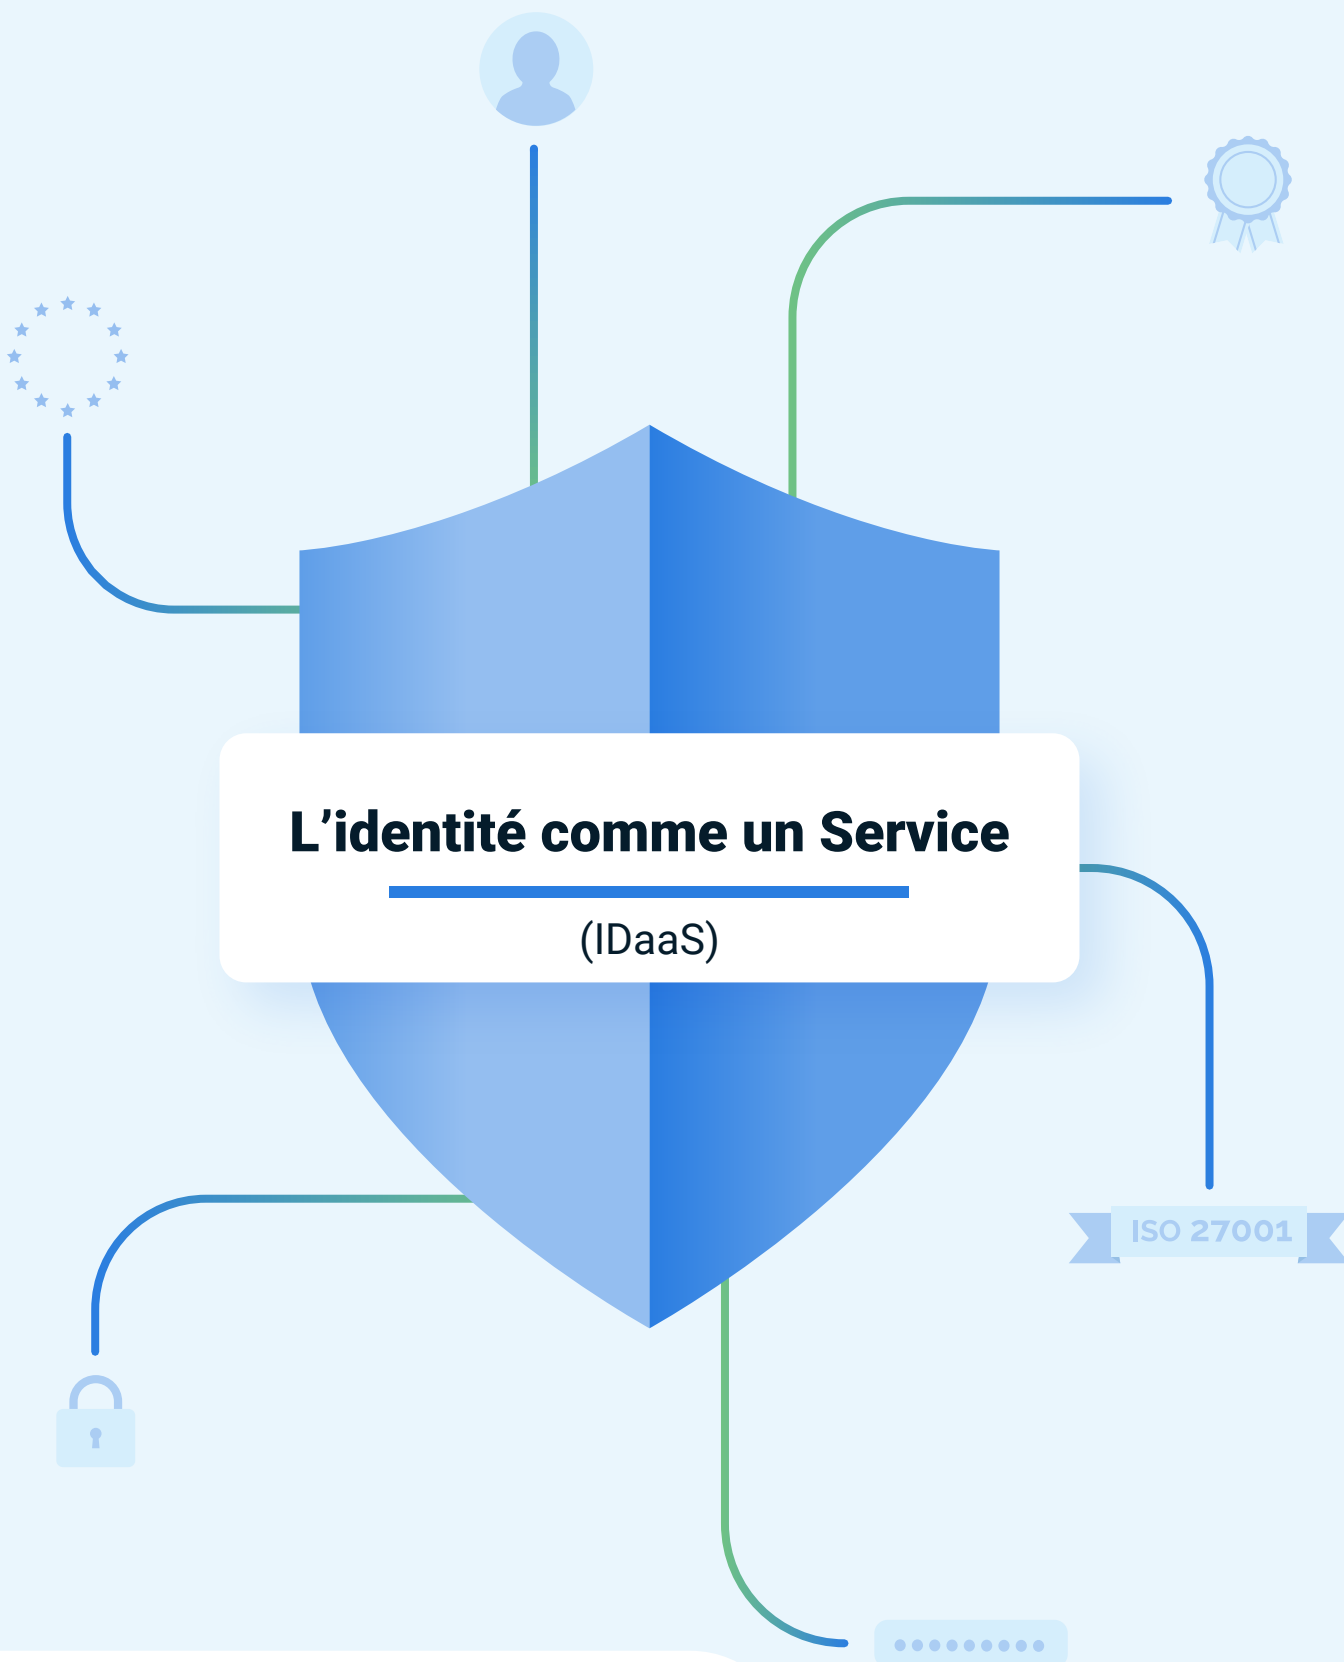 L’identité comme un Service
(IDaaS)
ISO 27001